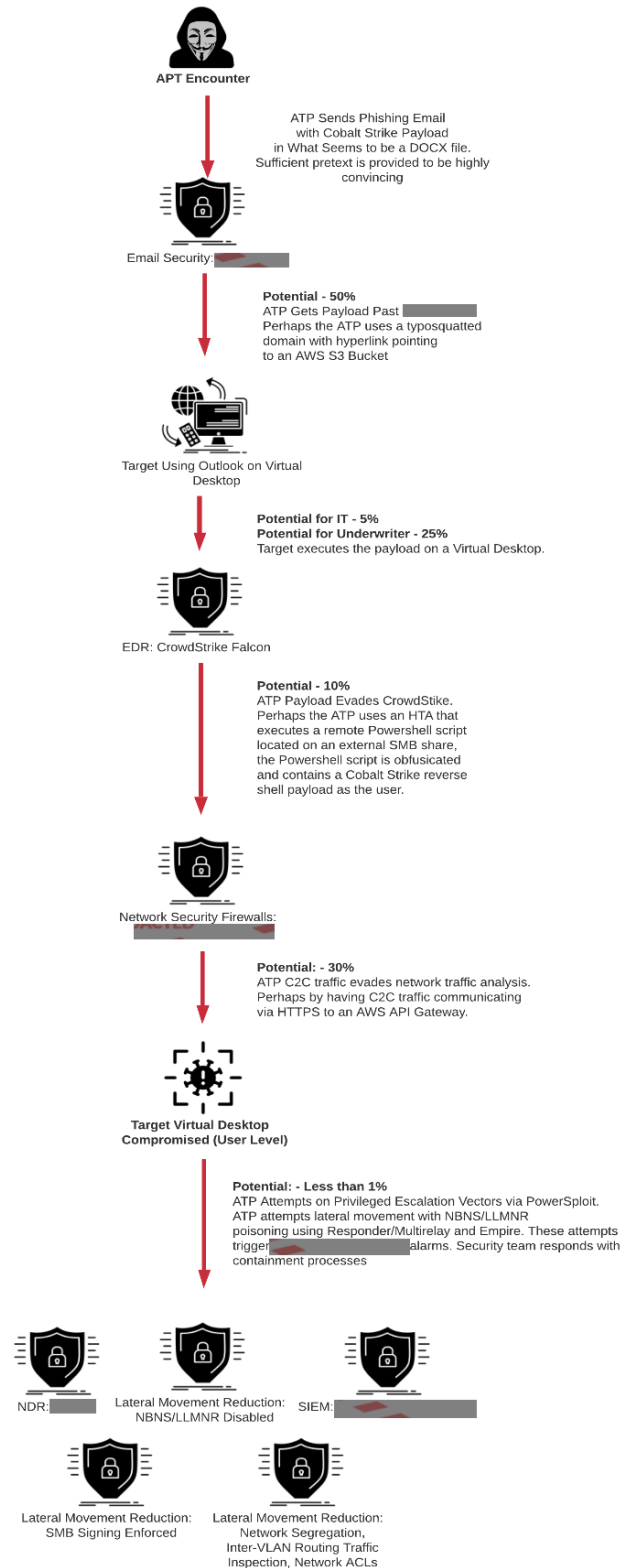 APT Encounter
ATP Sends Phishing Email
with Cobalt Strike Payload
in What Seems to be a DOCX file.
Sufficient pretext is provided to be highly
convincing
Email Security:
Potential - 50%
ATP Gets Payload Past
Perhaps the ATP uses a typosquatted
domain with hyperlink pointing
to an AWS S3 Bucket
Target Using Outlook on Virtual
Desktop
Potential for IT - 5%
Potential for Underwriter - 25%
Target executes the payload on a Virtual Desktop.
EDR: CrowdStrike Falcon
Potential - 10%
ATP Payload Evades CrowdStike.
Perhaps the ATP uses an HTA that
executes a remote Powershell script
located on an external SMB share,
the Powershell script is obfusicated
and contains a Cobalt Strike reverse
shell payload as the user.
Network Security Firewalls:
Potential: - 30%
ATP C2C traffic evades network traffic analysis.
Perhaps by having C2C traffic communicating
via HTTPS to an AWS API Gateway.
Target Virtual Desktop
Compromised (User Level)
Potential: - Less than 1%
ATP Attempts on Privileged Escalation Vectors via PowerSploit.
ATP attempts lateral movement with NBNS/LLMNR
poisoning using Responder/Multirelay and Empire. These attempts
trigger alarms. Security team responds with
containment processes
NDR:
Lateral Movement Reduction:
NBNS/LLMNR Disabled
SIEM:
Lateral Movement Reduction:
SMB Signing Enforced
Lateral Movement Reduction:
Network Segregation,
Inter-VLAN Routing Traffic
Inspection, Network ACLs